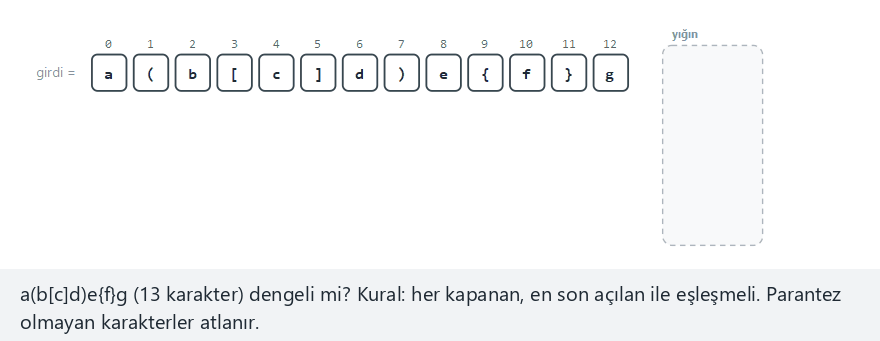 0 1 2 3 4 5 6 7 8 9 10 11 12
yığın
girdi = a ( b [ c ] d ) e { f } g
a(b[c]d)e{f}g (13 karakter) dengeli mi? Kural: her kapanan, en son açılan ile eşleşmeli. Parantez
olmayan karakterler atlanır.